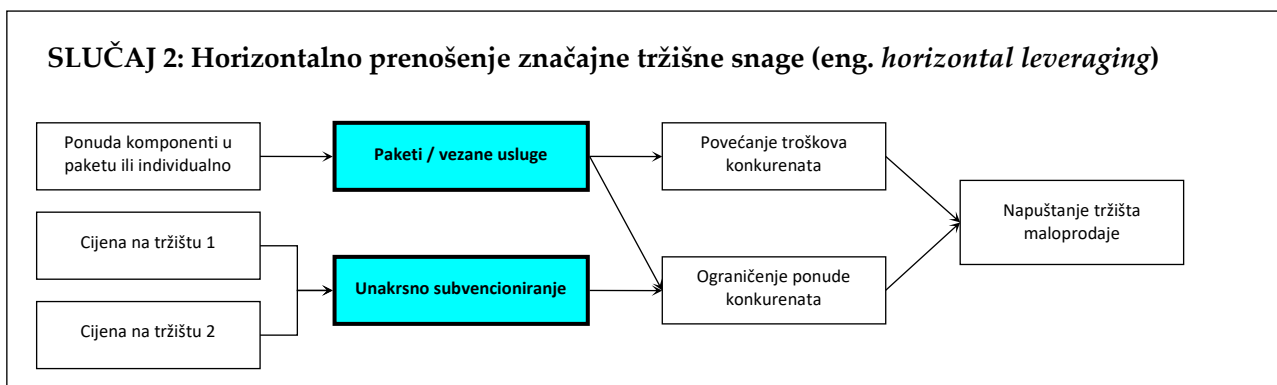 SLUČAJ 2: Horizontalno prenošenje značajne tržišne snage (eng. horizontal leveraging)
Ponuda komponenti u
paketu ili individualno
Paketi / vezane usluge
Povećanje troškova
konkurenata
Napuštanje tržišta
maloprodaje
Cijena na tržištu 1
Unakrsno subvencioniranje
Ograničenje ponude
konkurenata
Cijena na tržištu 2